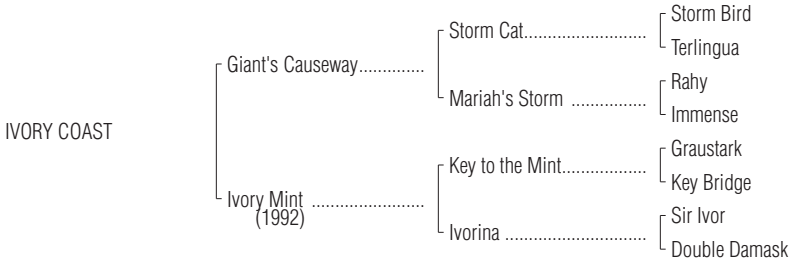 Storm Bird
Storm Cat..........................
Terlingua
Giant's Causeway..............
Rahy
Mariah's Storm ................
Immense
IVORY COAST
Graustark
Key to the Mint..................
Key Bridge
Ivory Mint ........................
(1992)
Sir Ivor
Ivorina ..............................
Double Damask